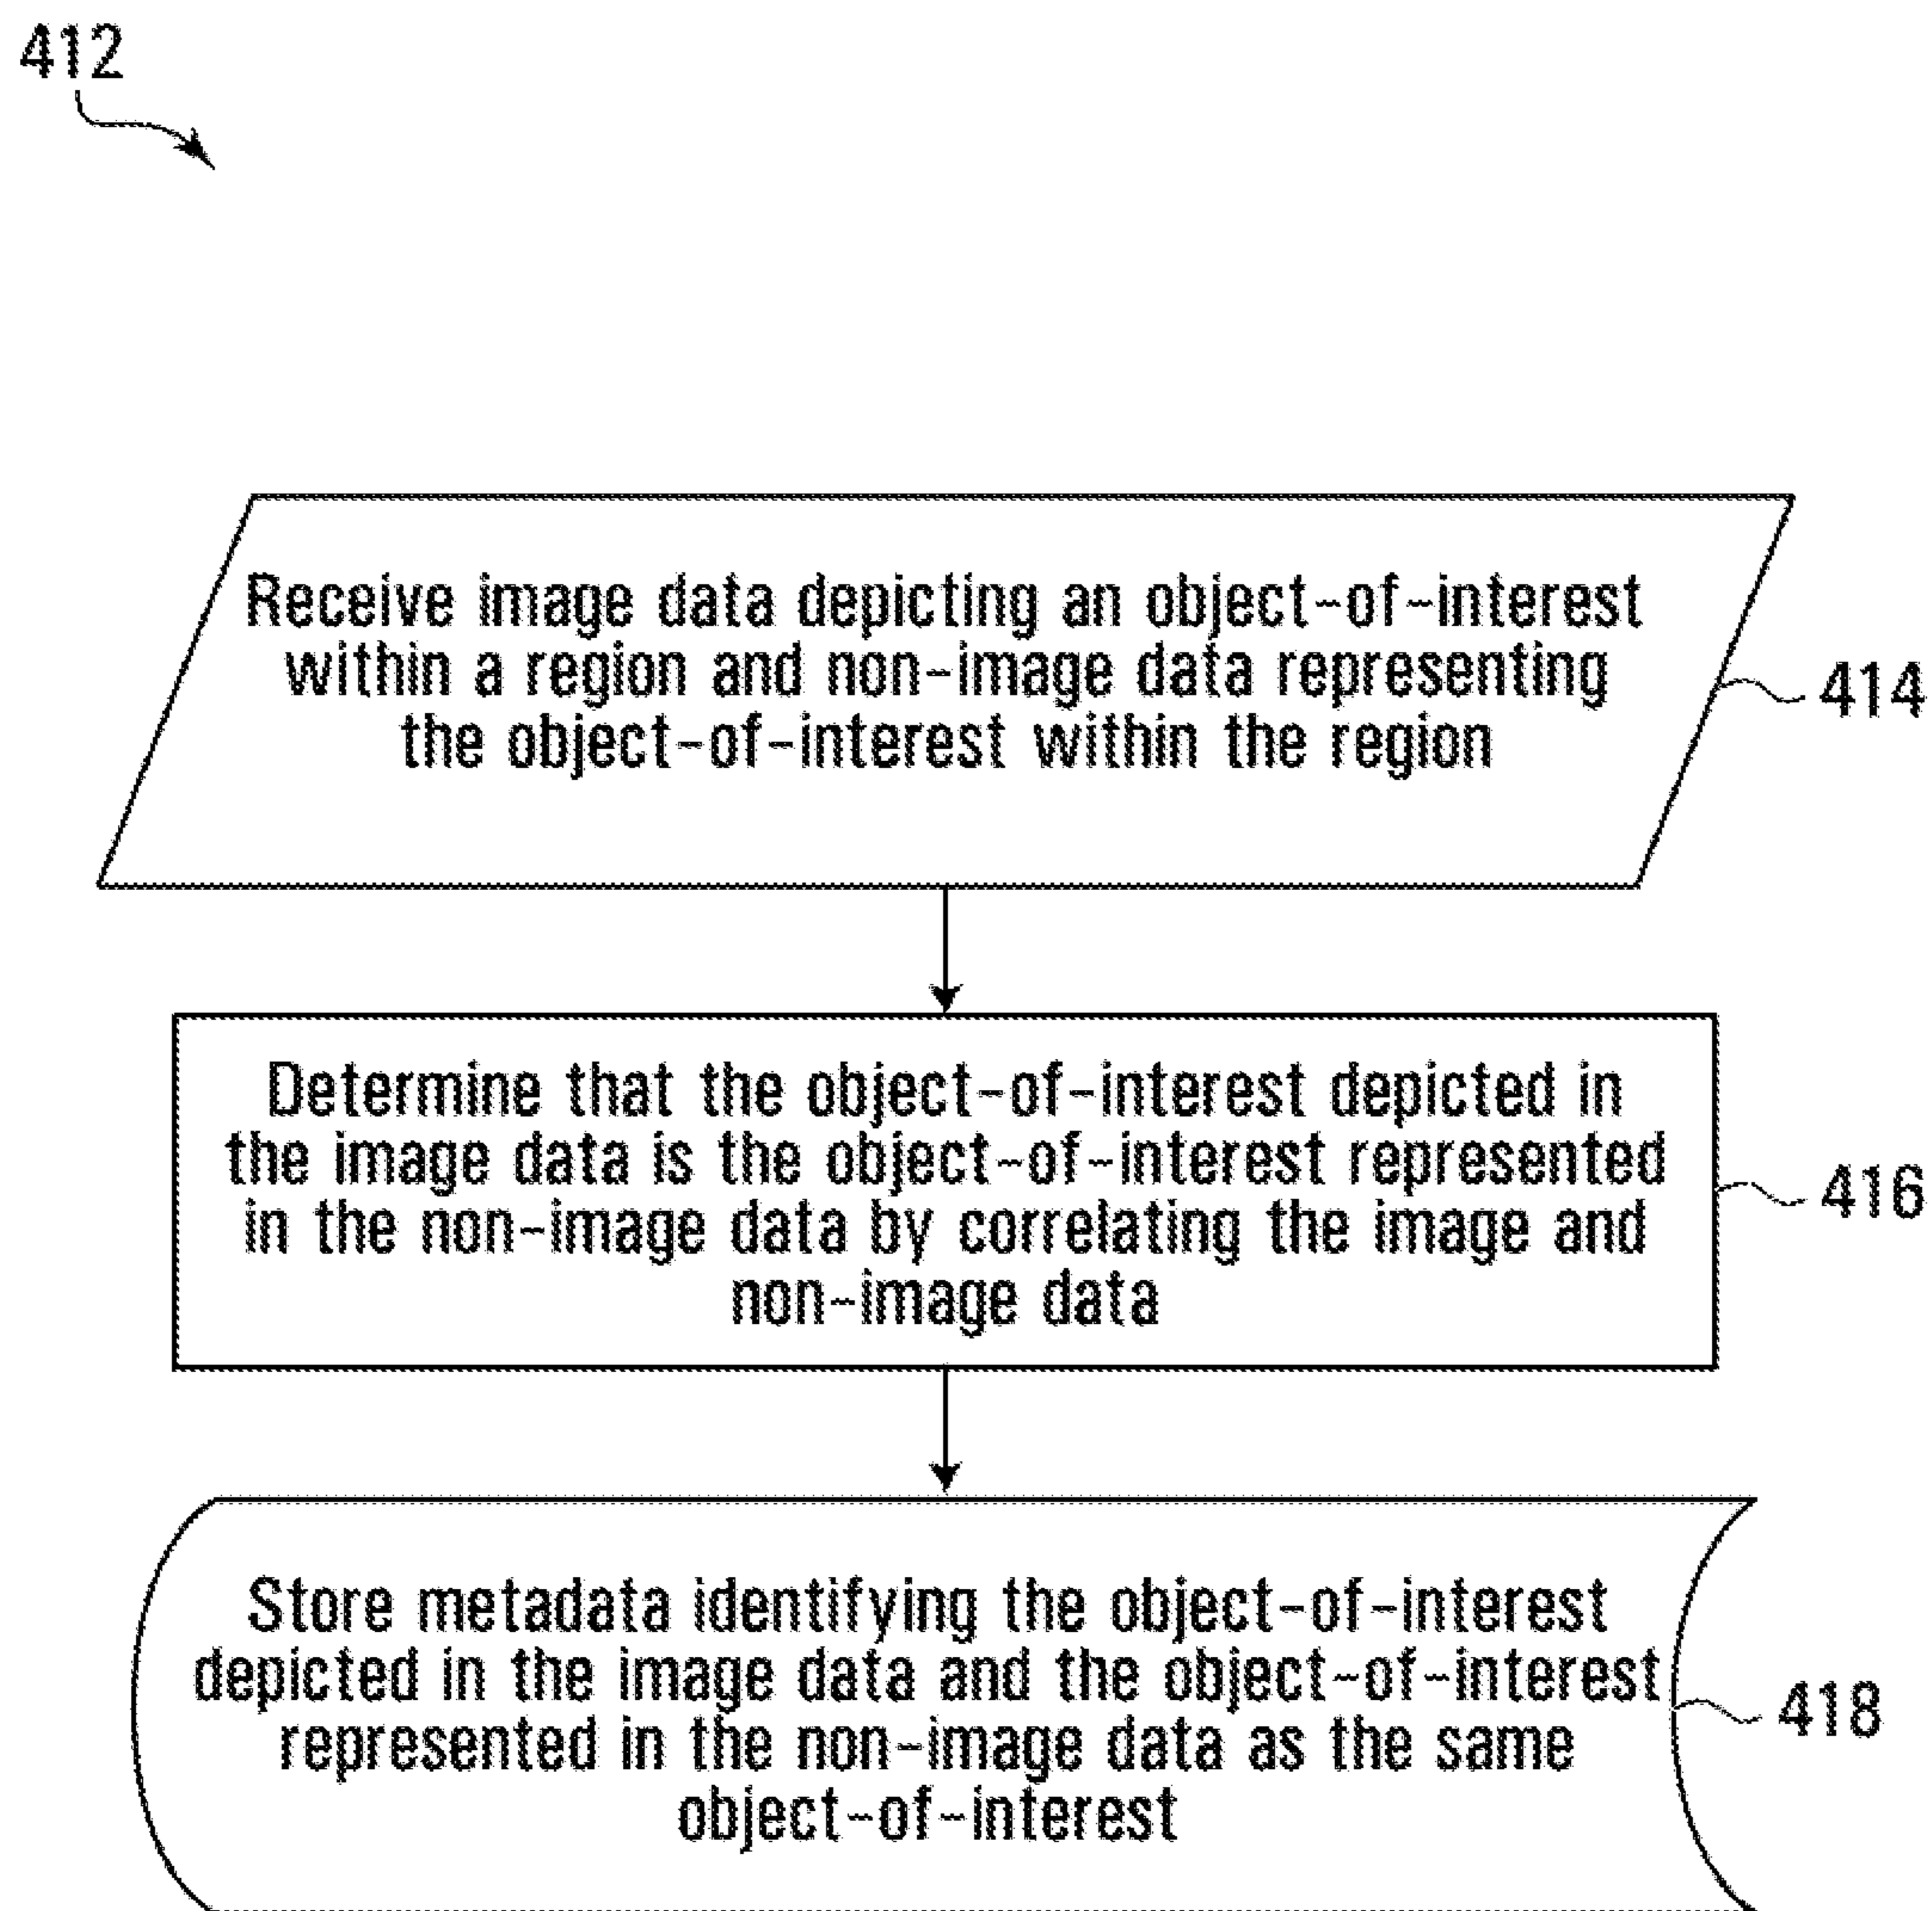 412
Receive image data depicting an object-of-interest
within a region and non-image data representing
the object-of-interest within the region
414
Determine that the object-of-interest depicted in
the image data is the object-of-interest represented
in the non-image data by correlating the image and
non-image data
416
Store metadata identifying the object-of-interest
depicted in the image data and the object-of-interest
represented in the non-image data as the same
object-of-interest
418